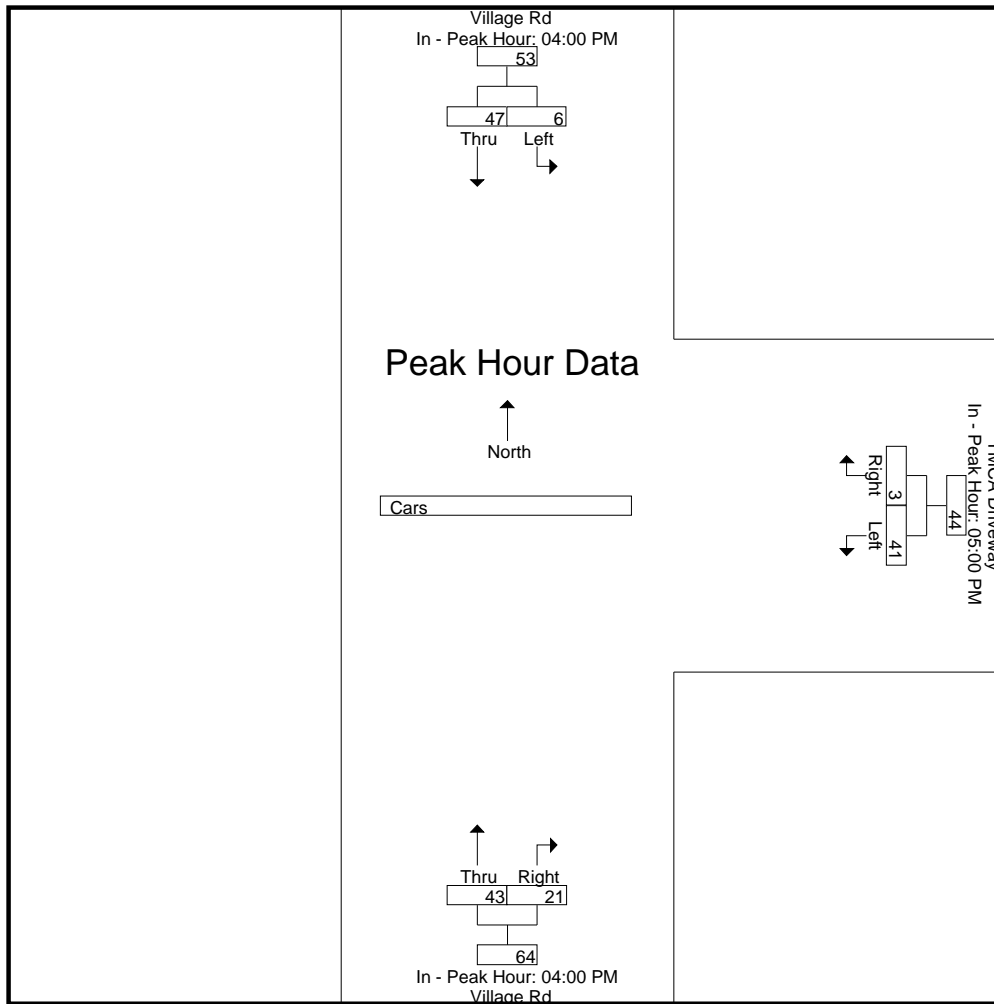 Village Rd
In - Peak Hour: 04:00 PM
53
47 6
Thru Left
Peak Hour Data
North
Cars
Right Left
3 41
44
In - Peak Hour: 05:00 PM
YMCA Driveway
Thru Right
43 21
64
In - Peak Hour: 04:00 PM
Village Rd